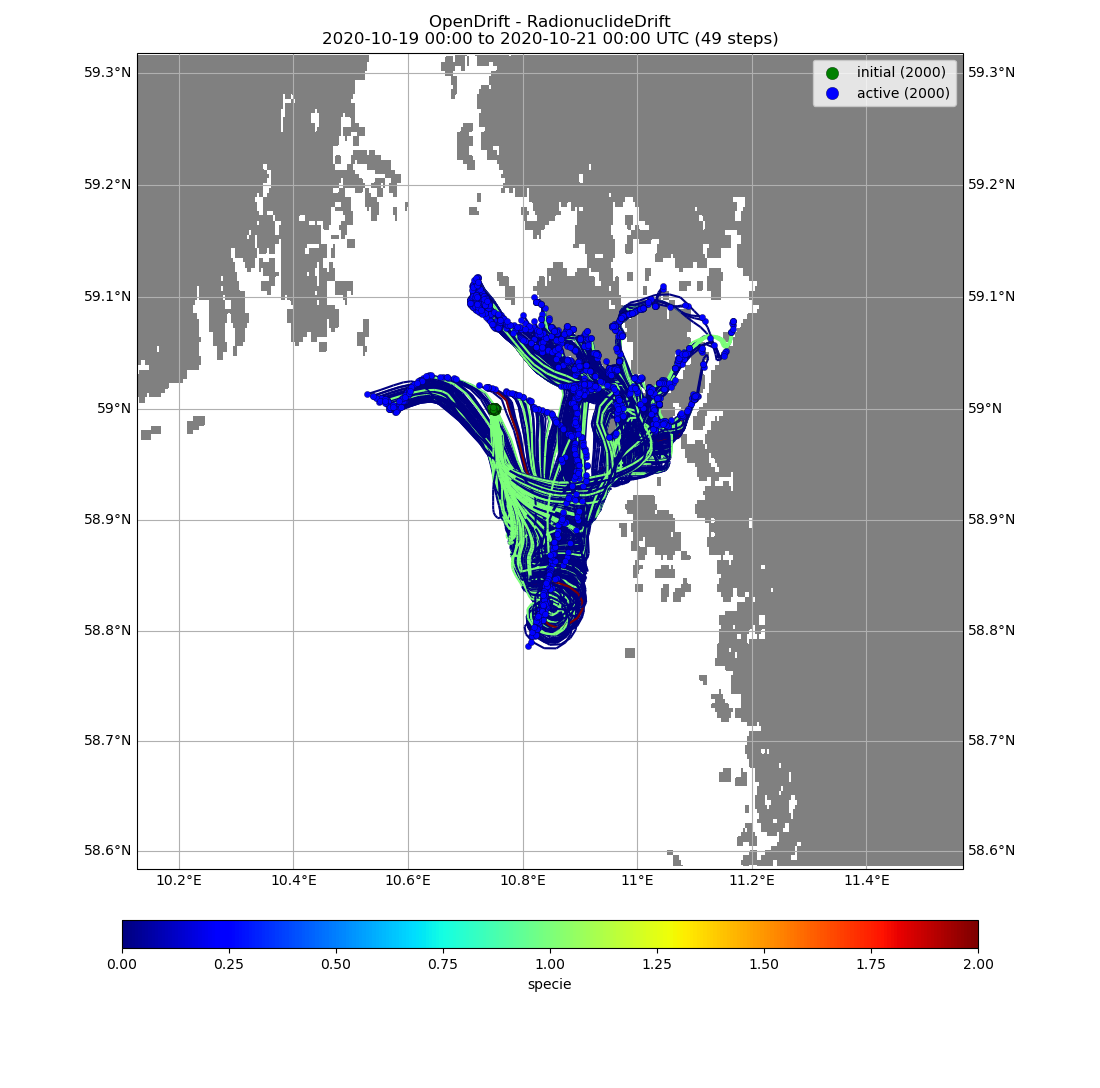 OpenDrift - RadionuclideDrift
2020-10-19 00:00 to 2020-10-21 00:00 UTC (49 steps)
initial (2000)
active (2000)
59.3°N 59.3°N
59.2°N 59.2°N
59.1°N 59.1°N
59°N 59°N
58.9°N 58.9°N
58.8°N 58.8°N
58.7°N 58.7°N
58.6°N 58.6°N
10.2°E 10.4°E 10.6°E 10.8°E 11°E 11.2°E 11.4°E
0.00 0.25 0.50 0.75 1.00 1.25 1.50 1.75 2.00
specie